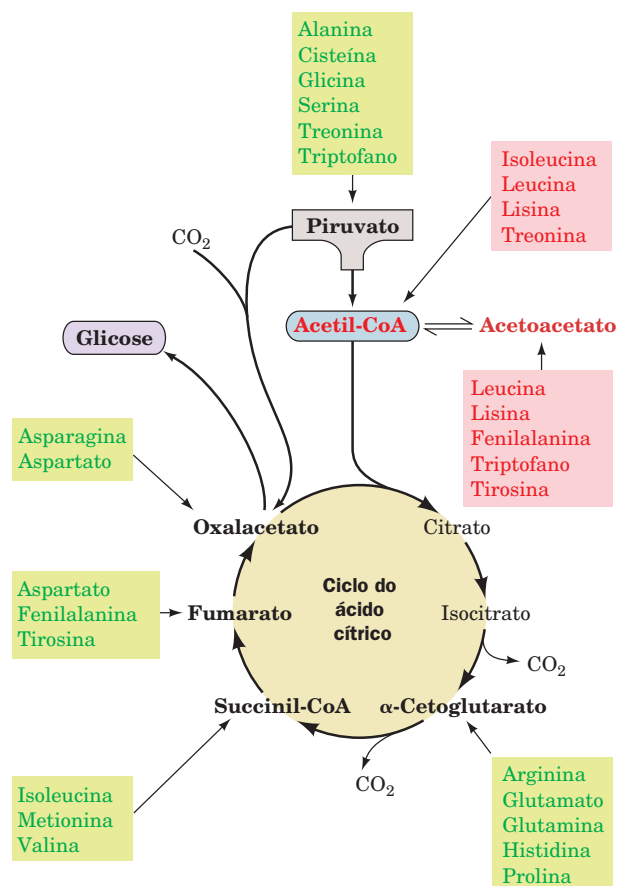 Alanina
Cisteína
Glicina
Serina
Treonina
Triptofano
Isoleucina
Leucina
Lisina
Treonina
Piruvato
CO₂
Acetil-CoA
Acetoacetato
Glicose
Leucina
Lisina
Fenilalanina
Triptofano
Tirosina
Asparagina
Aspartato
Oxalacetato
Citrato
Aspartato
Fenilalanina
Tirosina
Fumarato
Ciclo do
ácido
cítrico
Isocitrato
CO₂
Succinil-CoA
α-Cetoglutarato
CO₂
Isoleucina
Metionina
Valina
Arginina
Glutamato
Glutamina
Histidina
Prolina